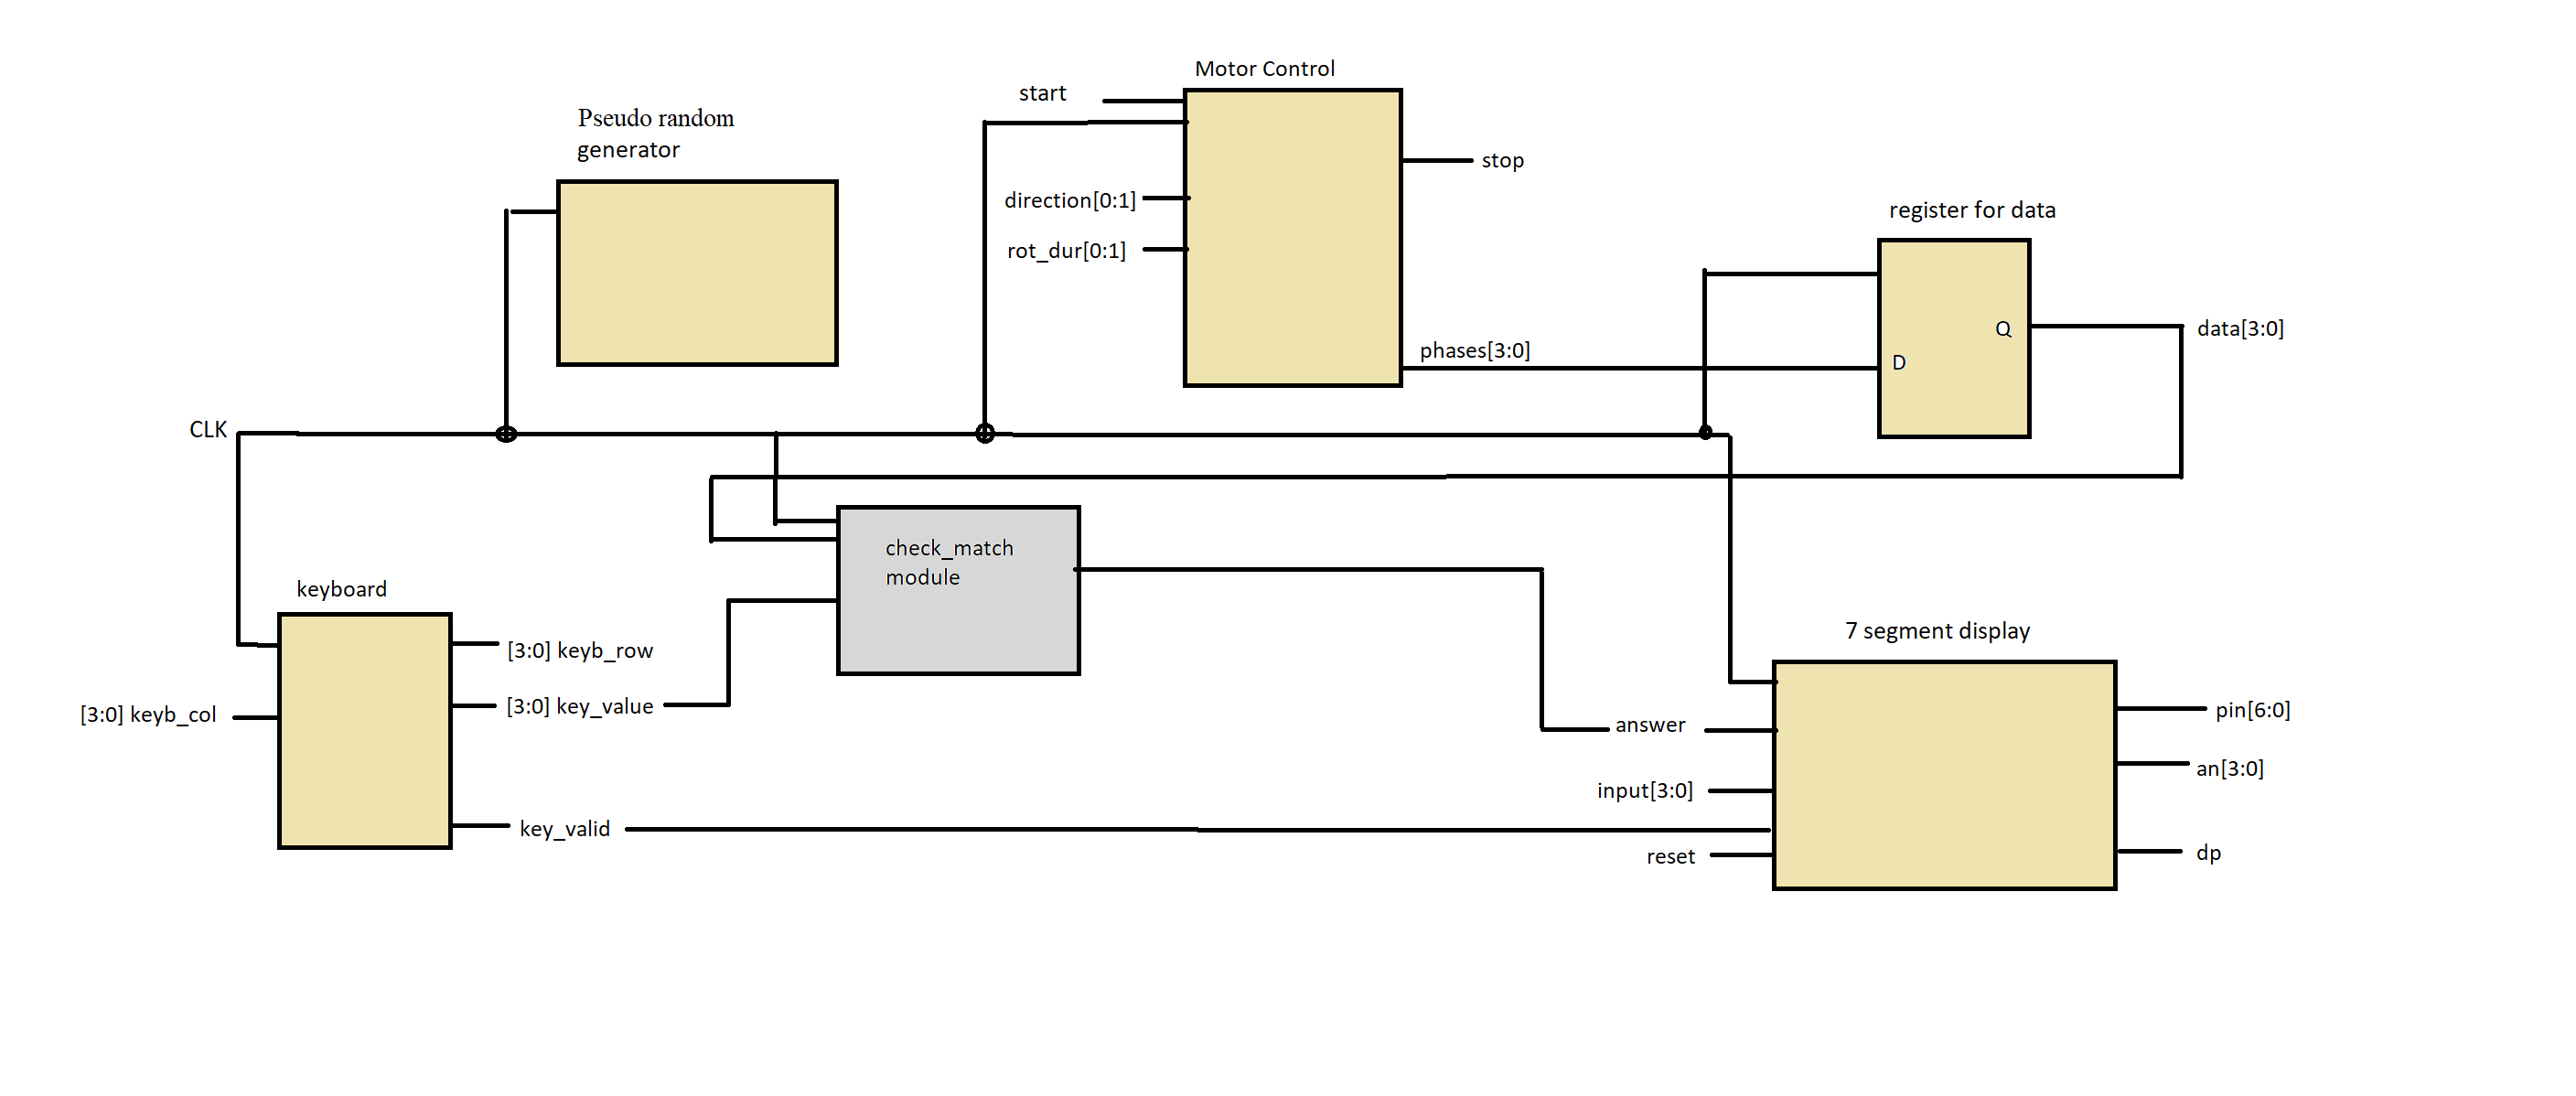 Motor Control
start
Pseudo random
generator
stop
direction[0:1]
register for data
rot_dur[0:1]
Q
data[3:0]
phases[3:0]
D
CLK
check_match
module
keyboard
7 segment display
[3:0] keyb_row
[3:0] key_value
[3:0] keyb_col
answer
pin[6:0]
an[3:0]
input[3:0]
key_valid
reset
dp